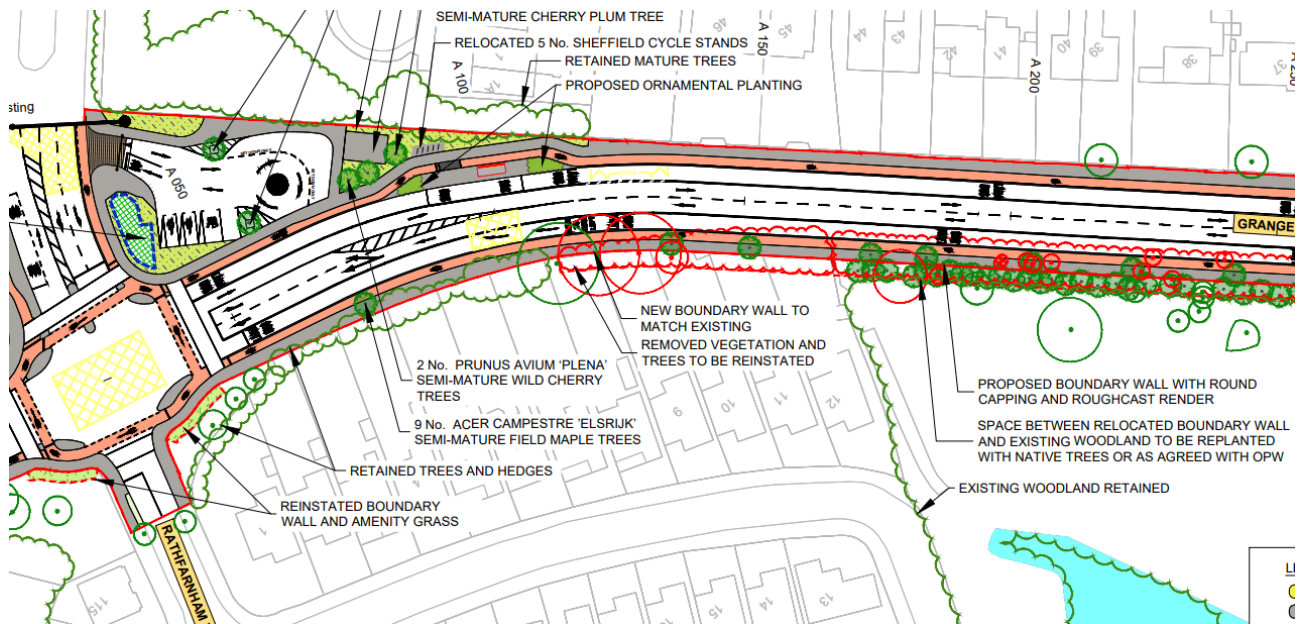 SEMI-MATURE CHERRY PLUM TREE
RELOCATED 5 No. SHEFFIELD CYCLE STANDS
RETAINED MATURE TREES
PROPOSED ORNAMENTAL PLANTING
sting
A 050
A 100
A 150
A 200
A 250
1A
46
45
44
43
42
41
40
39
38
37
GRANGE
NEW BOUNDARY WALL TO
MATCH EXISTING
REMOVED VEGETATION AND
TREES TO BE REINSTATED
2 No. PRUNUS AVIUM 'PLENA'
SEMI-MATURE WILD CHERRY
TREES
9 No. ACER CAMPESTRE 'ELSRIJK'
SEMI-MATURE FIELD MAPLE TREES
RETAINED TREES AND HEDGES
REINSTATED BOUNDARY
WALL AND AMENITY GRASS
PROPOSED BOUNDARY WALL WITH ROUND
CAPPING AND ROUGHCAST RENDER
SPACE BETWEEN RELOCATED BOUNDARY WALL
AND EXISTING WOODLAND TO BE REPLANTED
WITH NATIVE TREES OR AS AGREED WITH OPW
EXISTING WOODLAND RETAINED
RATHFARNHAM
9
10
11
12
1
115
15
14
13